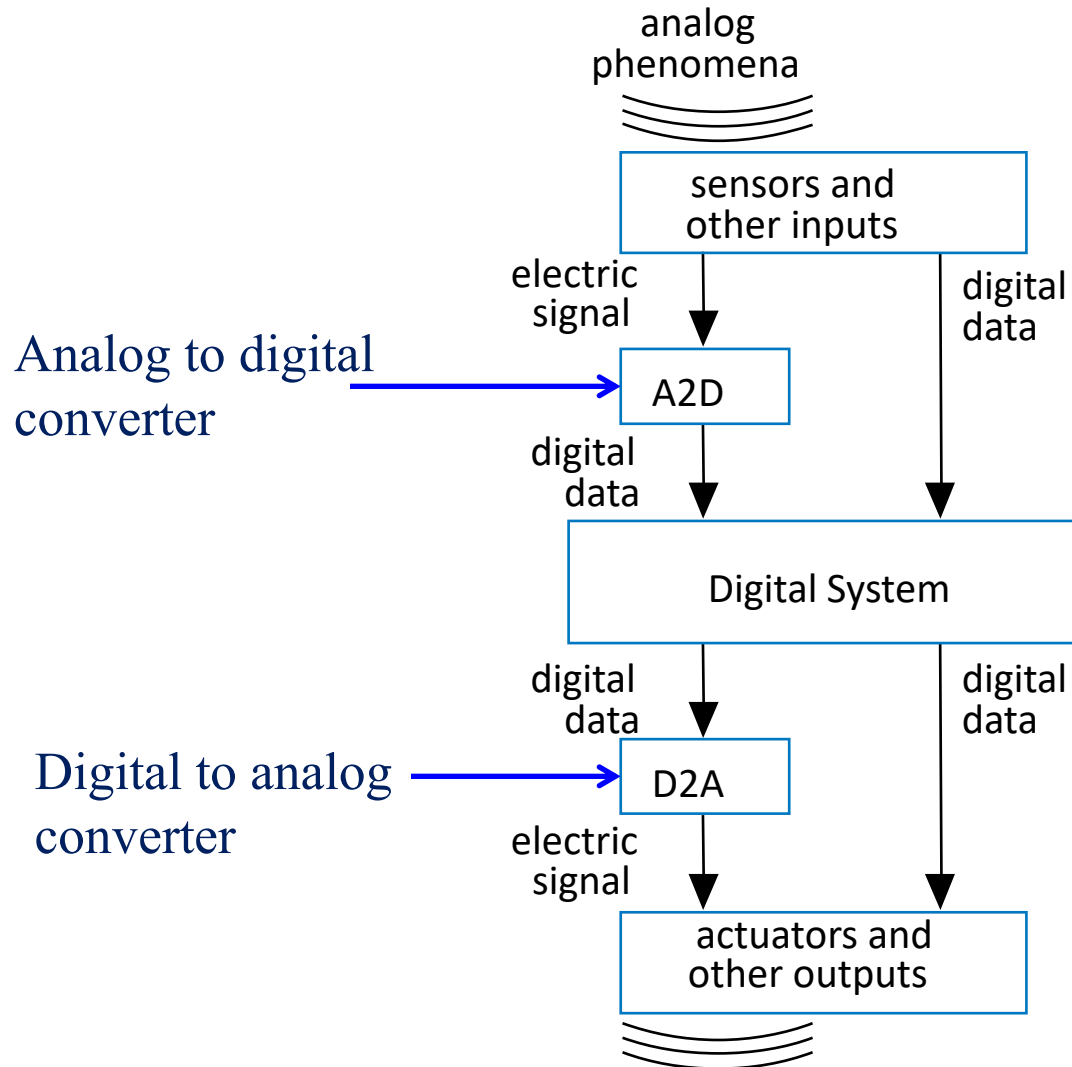 analog
phenomena
sensors and
other inputs
electric
signal
digital
data
Analog to digital
converter
A2D
digital
data
Digital System
digital
data
digital
data
Digital to analog
converter
D2A
electric
signal
actuators and
other outputs